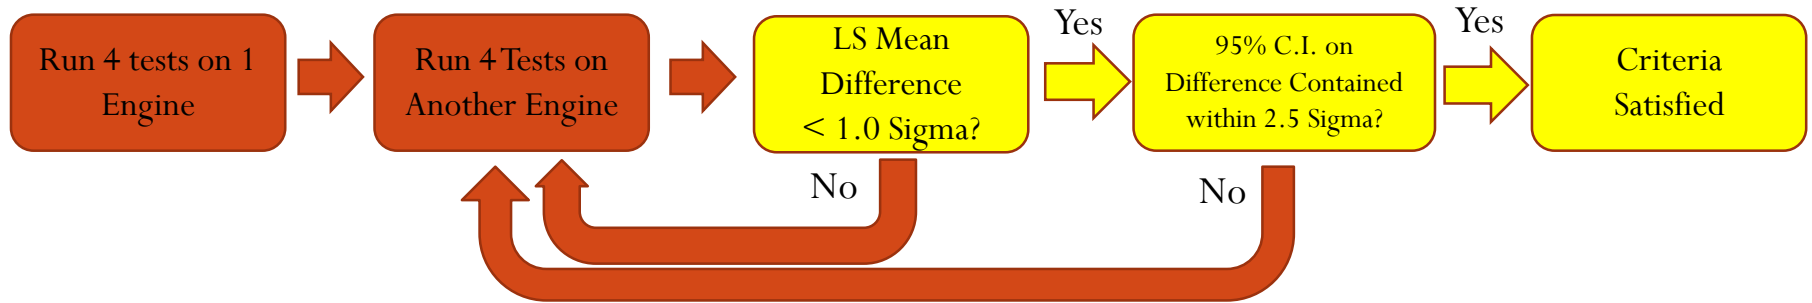 Run 4 tests on 1
Engine
Run 4 Tests on
Another Engine
LS Mean
Difference
< 1.0 Sigma?
Yes
95% C.I. on
Difference Contained
within 2.5 Sigma?
Yes
Criteria
Satisfied
No
No